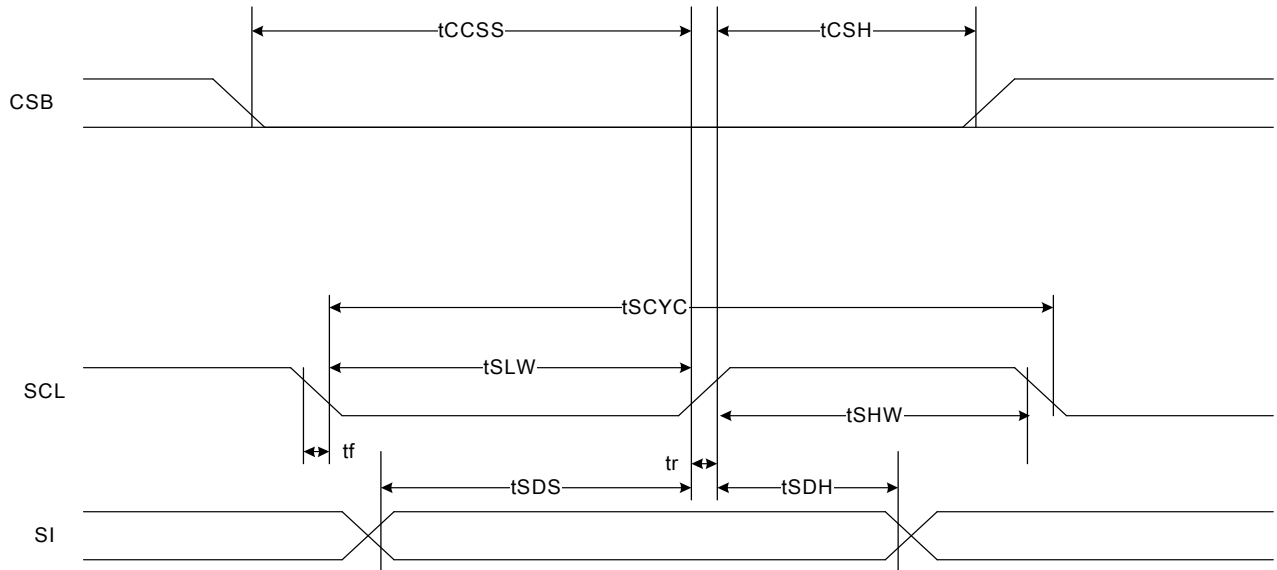 tCCSS
tCSH
CSB
tSCYC
tSLW
SCL
tSHW
tf
tr
tSDS
tSDH
SI